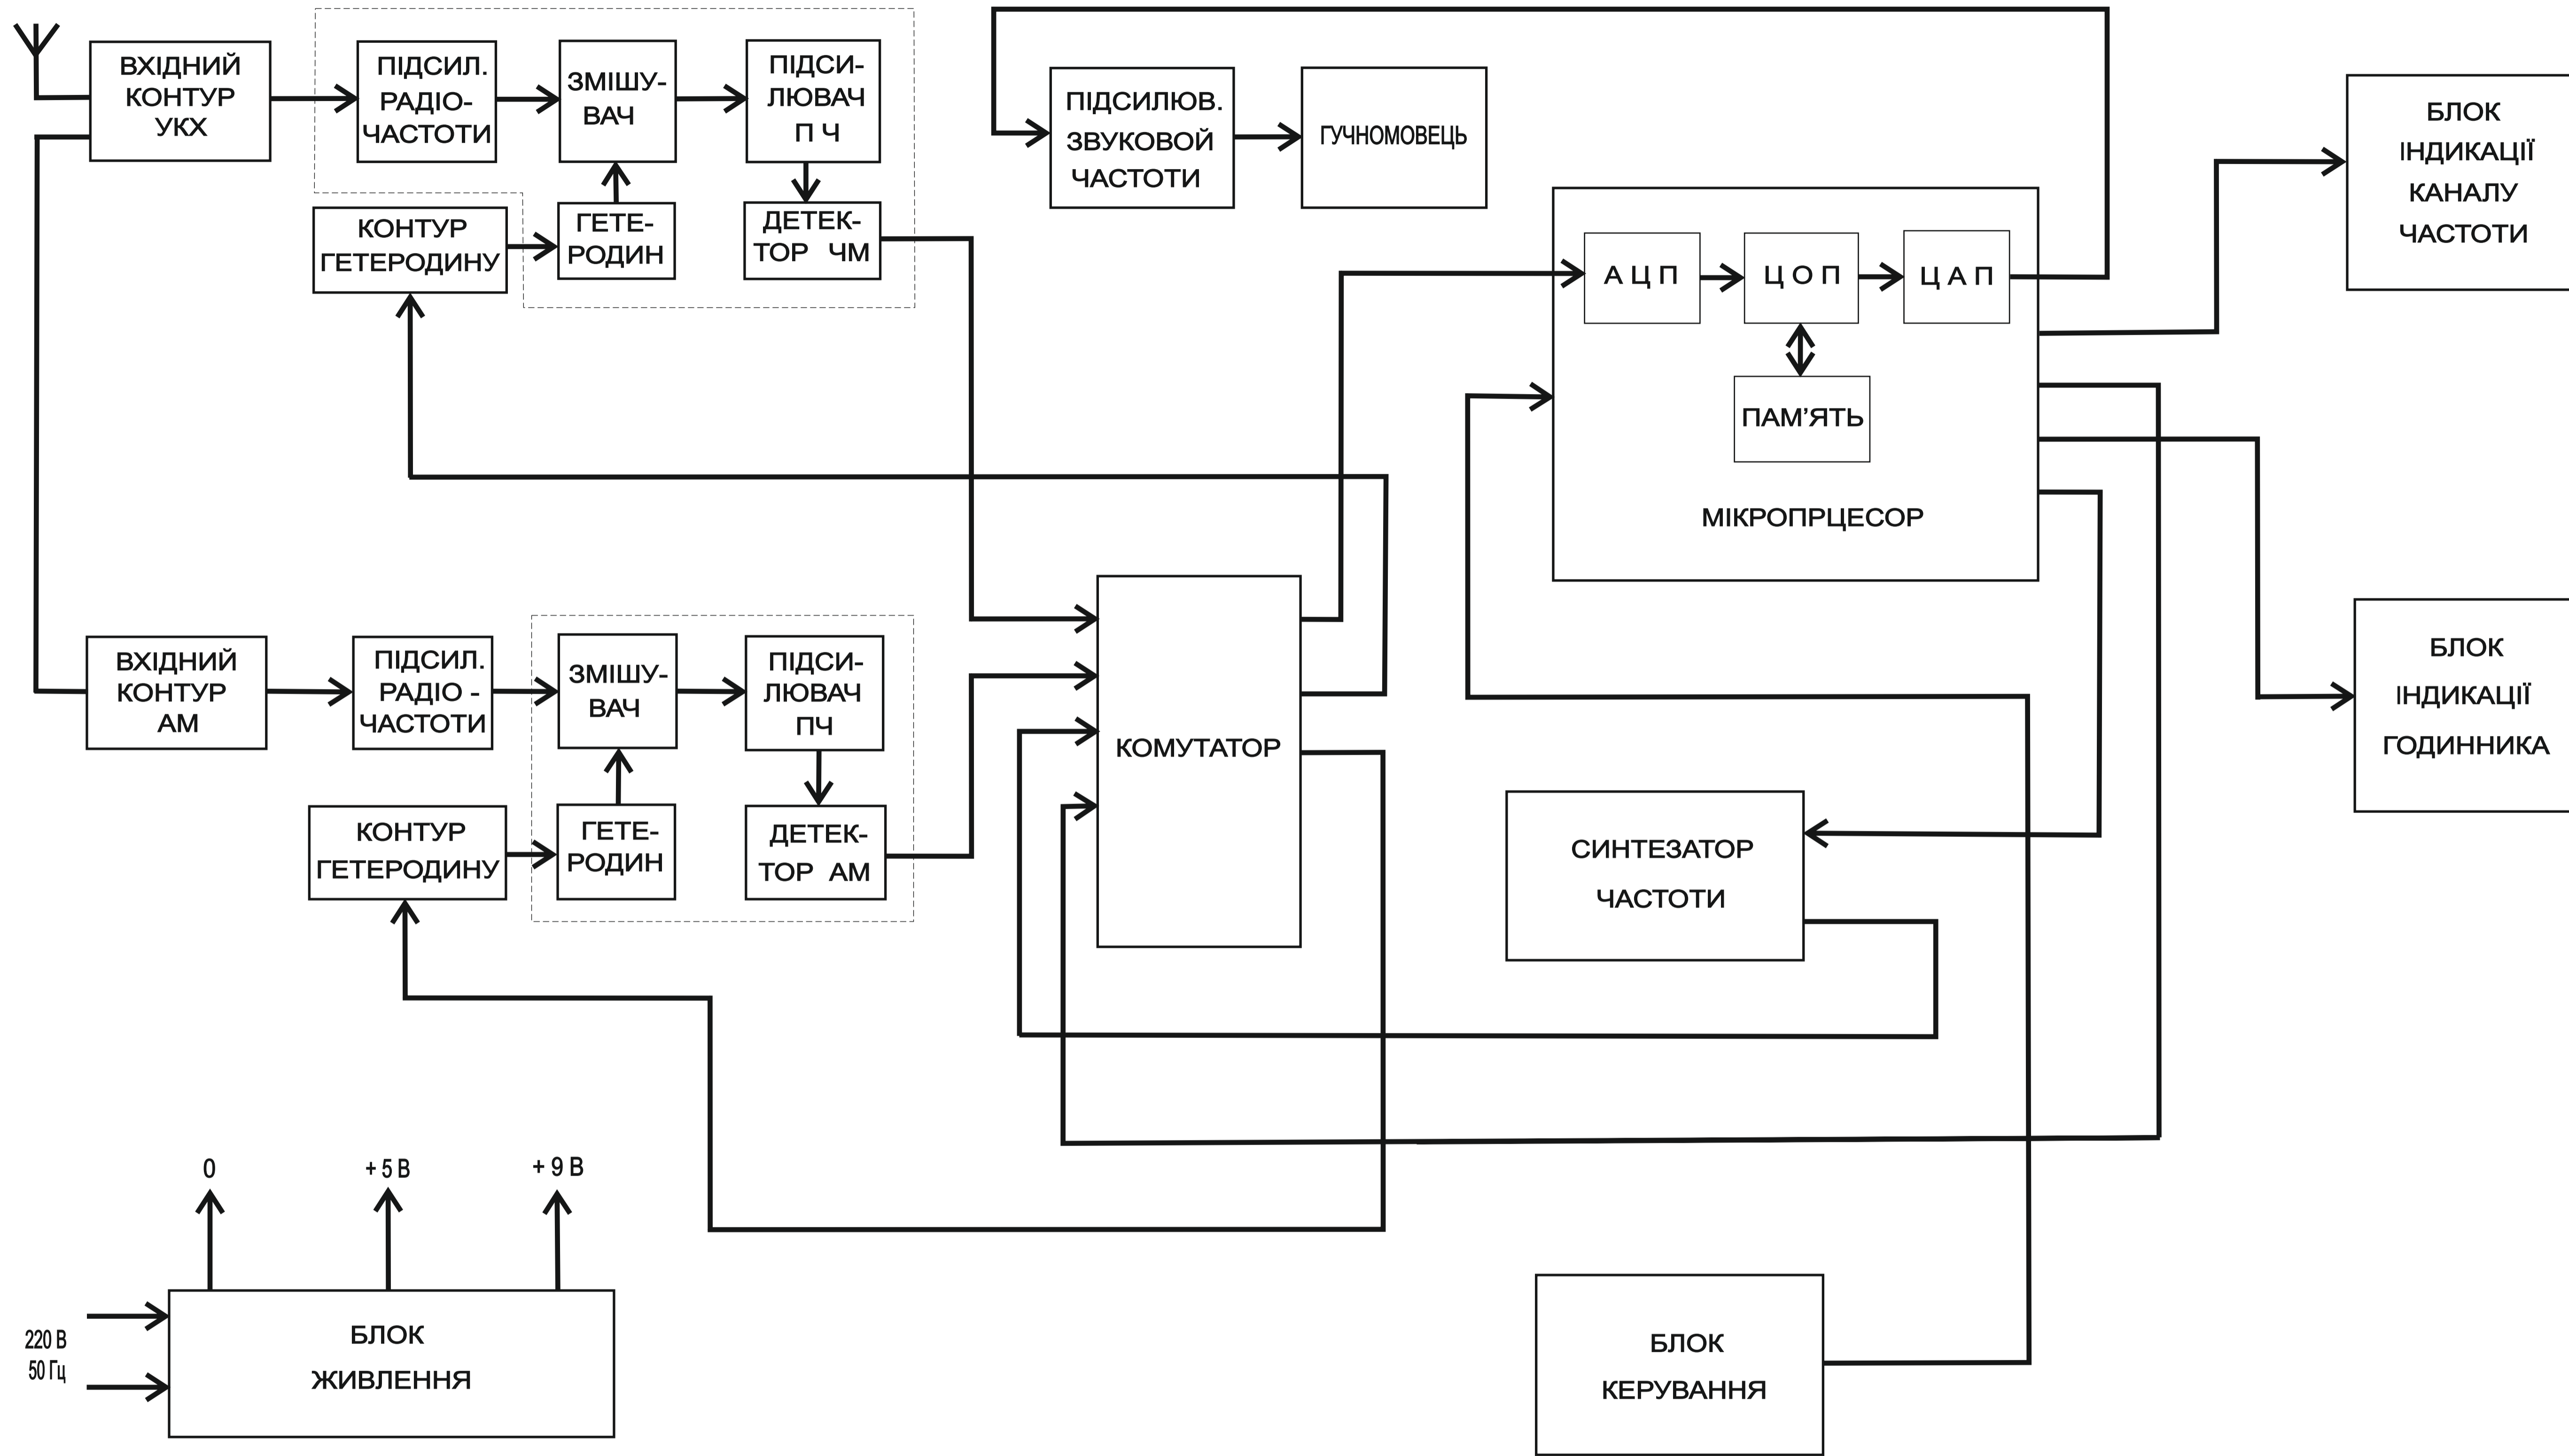 ВХІДНИЙ
КОНТУР
УКХ
ПІДСИЛ.
РАДІО-
ЧАСТОТИ
ЗМІШУ-
ВАЧ
ПІДСИ-
ЛЮВАЧ
П Ч
КОНТУР
ГЕТЕРОДИНУ
ГЕТЕ-
РОДИН
ДЕТЕК-
ТОР ЧМ
ПІДСИЛЮВ.
ЗВУКОВОЙ
ЧАСТОТИ
ГУЧНОМОВЕЦЬ
А Ц П
Ц О П
Ц А П
ПАМ’ЯТЬ
МІКРОПРЦЕСОР
БЛОК
ІНДИКАЦІЇ
КАНАЛУ
ЧАСТОТИ
ВХІДНИЙ
КОНТУР
АМ
ПІДСИЛ.
РАДІО -
ЧАСТОТИ
ЗМІШУ-
ВАЧ
ПІДСИ-
ЛЮВАЧ
ПЧ
КОНТУР
ГЕТЕРОДИНУ
ГЕТЕ-
РОДИН
ДЕТЕК-
ТОР АМ
КОМУТАТОР
СИНТЕЗАТОР
ЧАСТОТИ
БЛОК
ІНДИКАЦІЇ
ГОДИННИКА
0
+ 5 В
+ 9 В
220 В
50 Гц
БЛОК
ЖИВЛЕННЯ
БЛОК
КЕРУВАННЯ